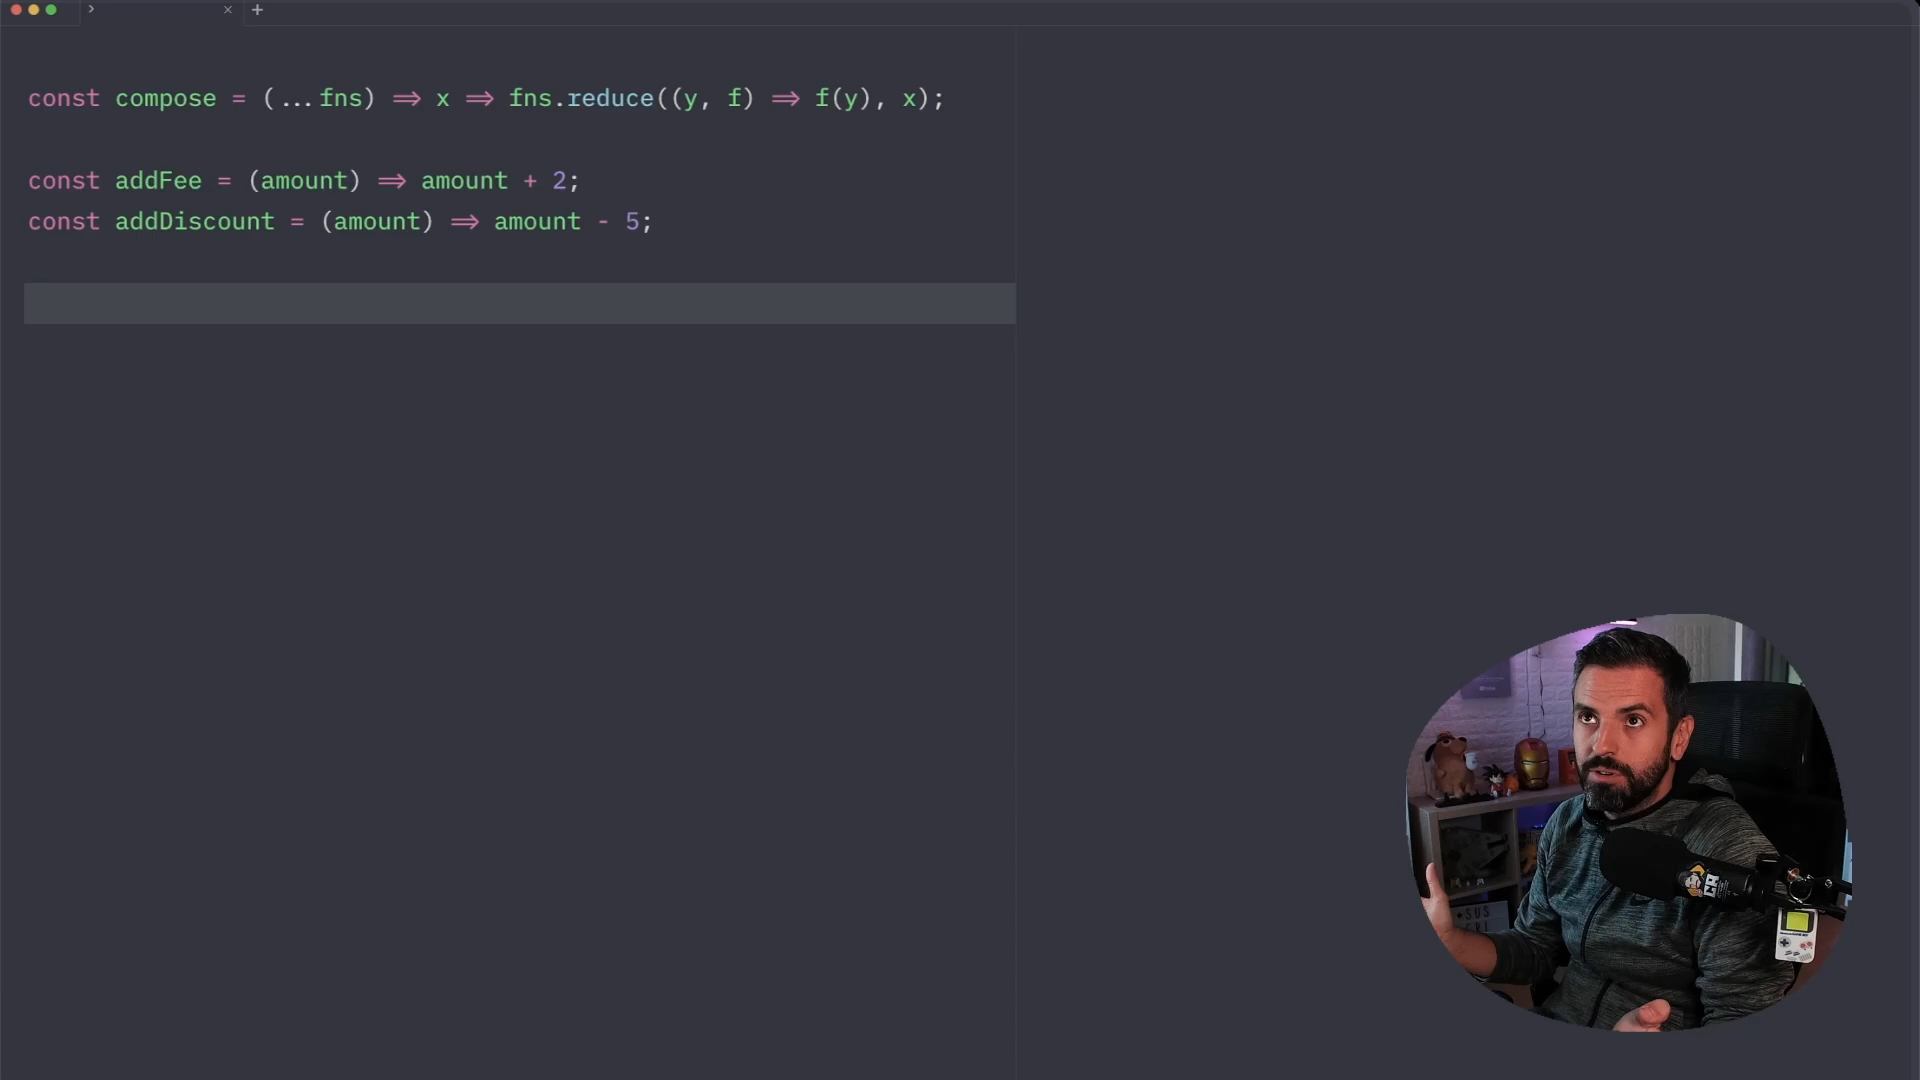 const compose = (...fns) => x => fns.reduce((y, f) => f(y), x);
const addFee = (amount) => amount + 2;
const addDiscount = (amount) => amount - 5;